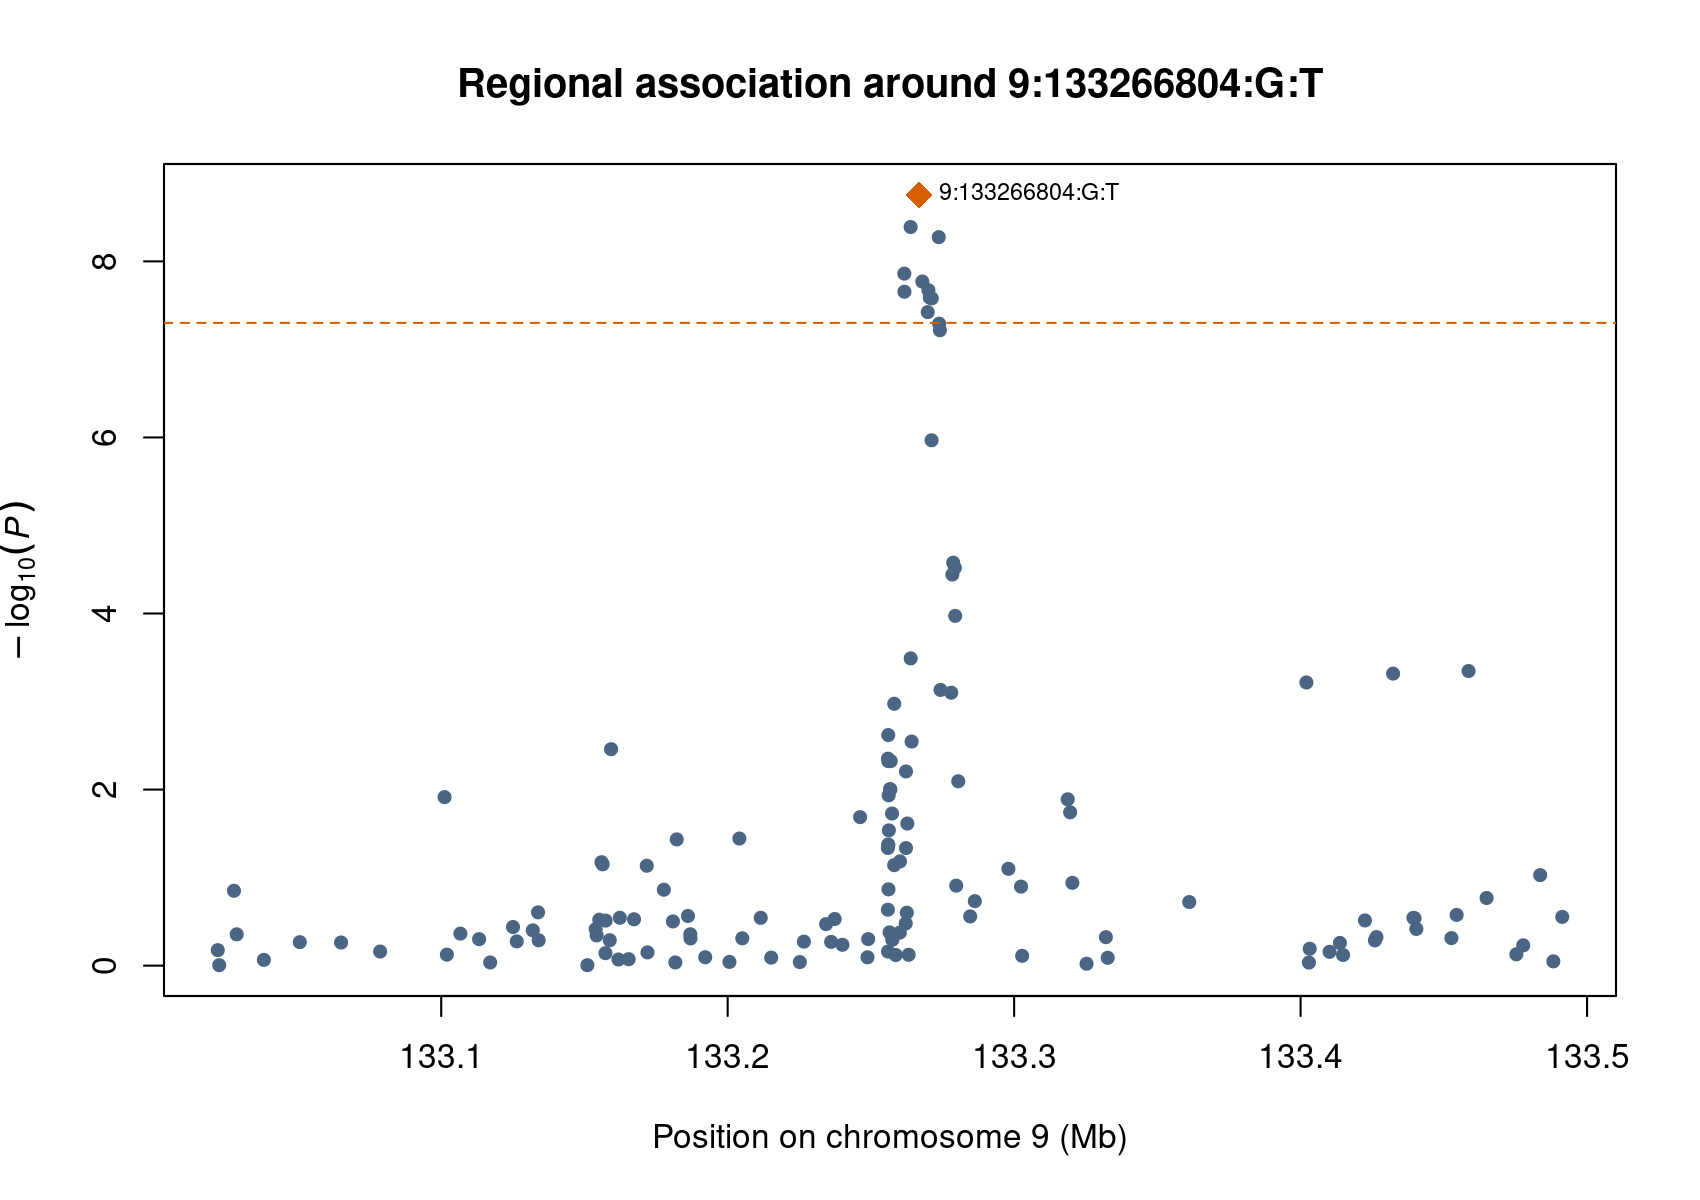 Regional association around 9:133266804:G:T
9:133266804:G:T
8
6
4
2
0
− log10(P)
133.1 133.2 133.3 133.4 133.5
Position on chromosome 9 (Mb)